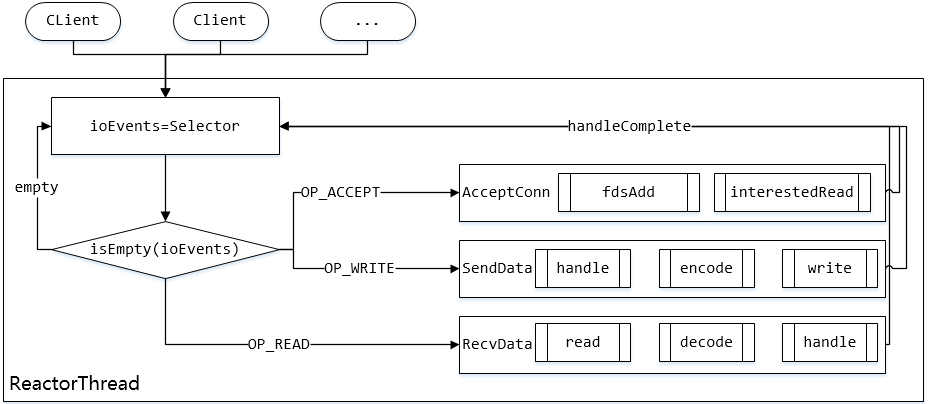 CLient
Client
...
ioEvents=Selector
handleComplete
empty
OP_ACCEPT
AcceptConn
fdsAdd
interestedRead
isEmpty(ioEvents)
OP_WRITE
SendData
handle
encode
write
OP_READ
RecvData
read
decode
handle
ReactorThread